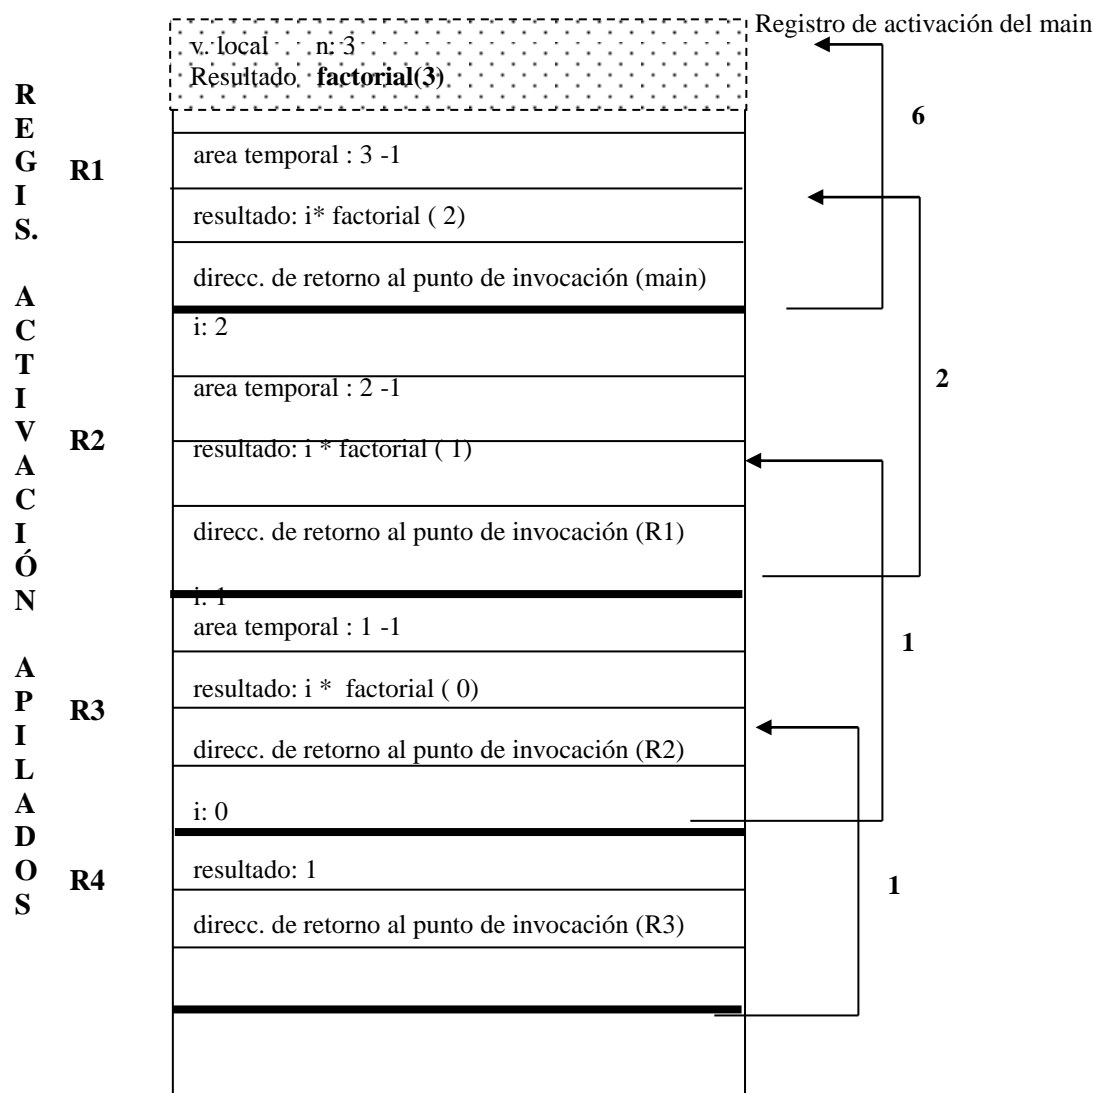 Registro de activación del main
v. local n: 3
Resultado factorial(3)
REGIS. ACTIVACIÓN APILADOS
6
R1
area temporal : 3 -1
resultado: i* factorial ( 2)
direcc. de retorno al punto de invocación (main)
i: 2
2
area temporal : 2 -1
R2
resultado: i * factorial ( 1)
direcc. de retorno al punto de invocación (R1)
i: 1
area temporal : 1 -1
1
resultado: i * factorial ( 0)
R3
direcc. de retorno al punto de invocación (R2)
i: 0
resultado: 1
R4
1
direcc. de retorno al punto de invocación (R3)